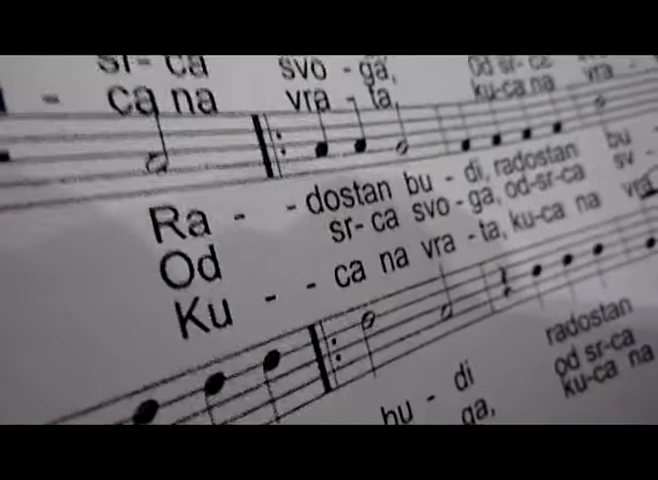 sr- ca svo - ga, Od sr- ca
- ca na vra - ta, ku-ca na vra -
Ra - - dostan bu - di, radostan bu
Od sr- ca svo - ga, od-sr-ca sv -
Ku - - ca na vra - ta, ku-ca na vra
bu - di radostan
ga, od sr-ca
ku-ca na